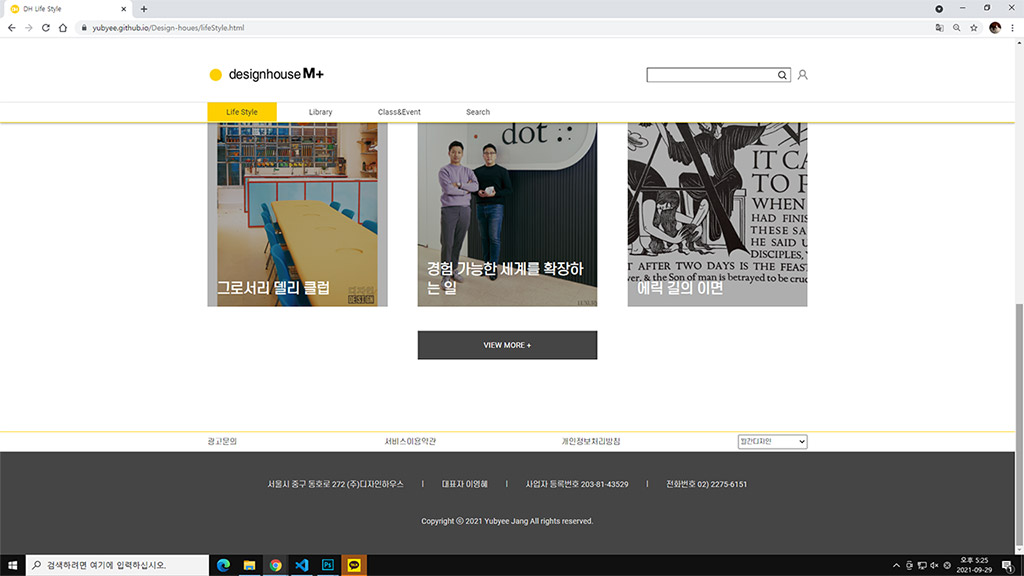 DH Life Style
yubyee.github.io/Design-houes/lifeStyle.html
designhouse M+
Life Style
Library
Class&Event
Search
그로서리 델리 클럽
디자인
DESIGN
dot
경험 가능한 세계를 확장하
는 일
LUXURY
IT CA
TO P
WHEN
HAD FINIS
THESE SA
HE SAID U
DISCIPLES, Y
AFTER TWO DAYS IS THE FEAST
ver, & the Son of man is betrayed to be cruc
에릭 길의 이면
VIEW MORE +
광고문의
서비스이용약관
개인정보처리방침
월간디자인
서울시 중구 동호로 272 (주)디자인하우스 | 대표자 이영혜 | 사업자 등록번호 203-81-43529 | 전화번호 02) 2275-6151
Copyright ⓒ 2021 Yubyee Jang All rights reserved.
검색하려면 여기에 입력하십시오.
오후 5:25
2021-09-29